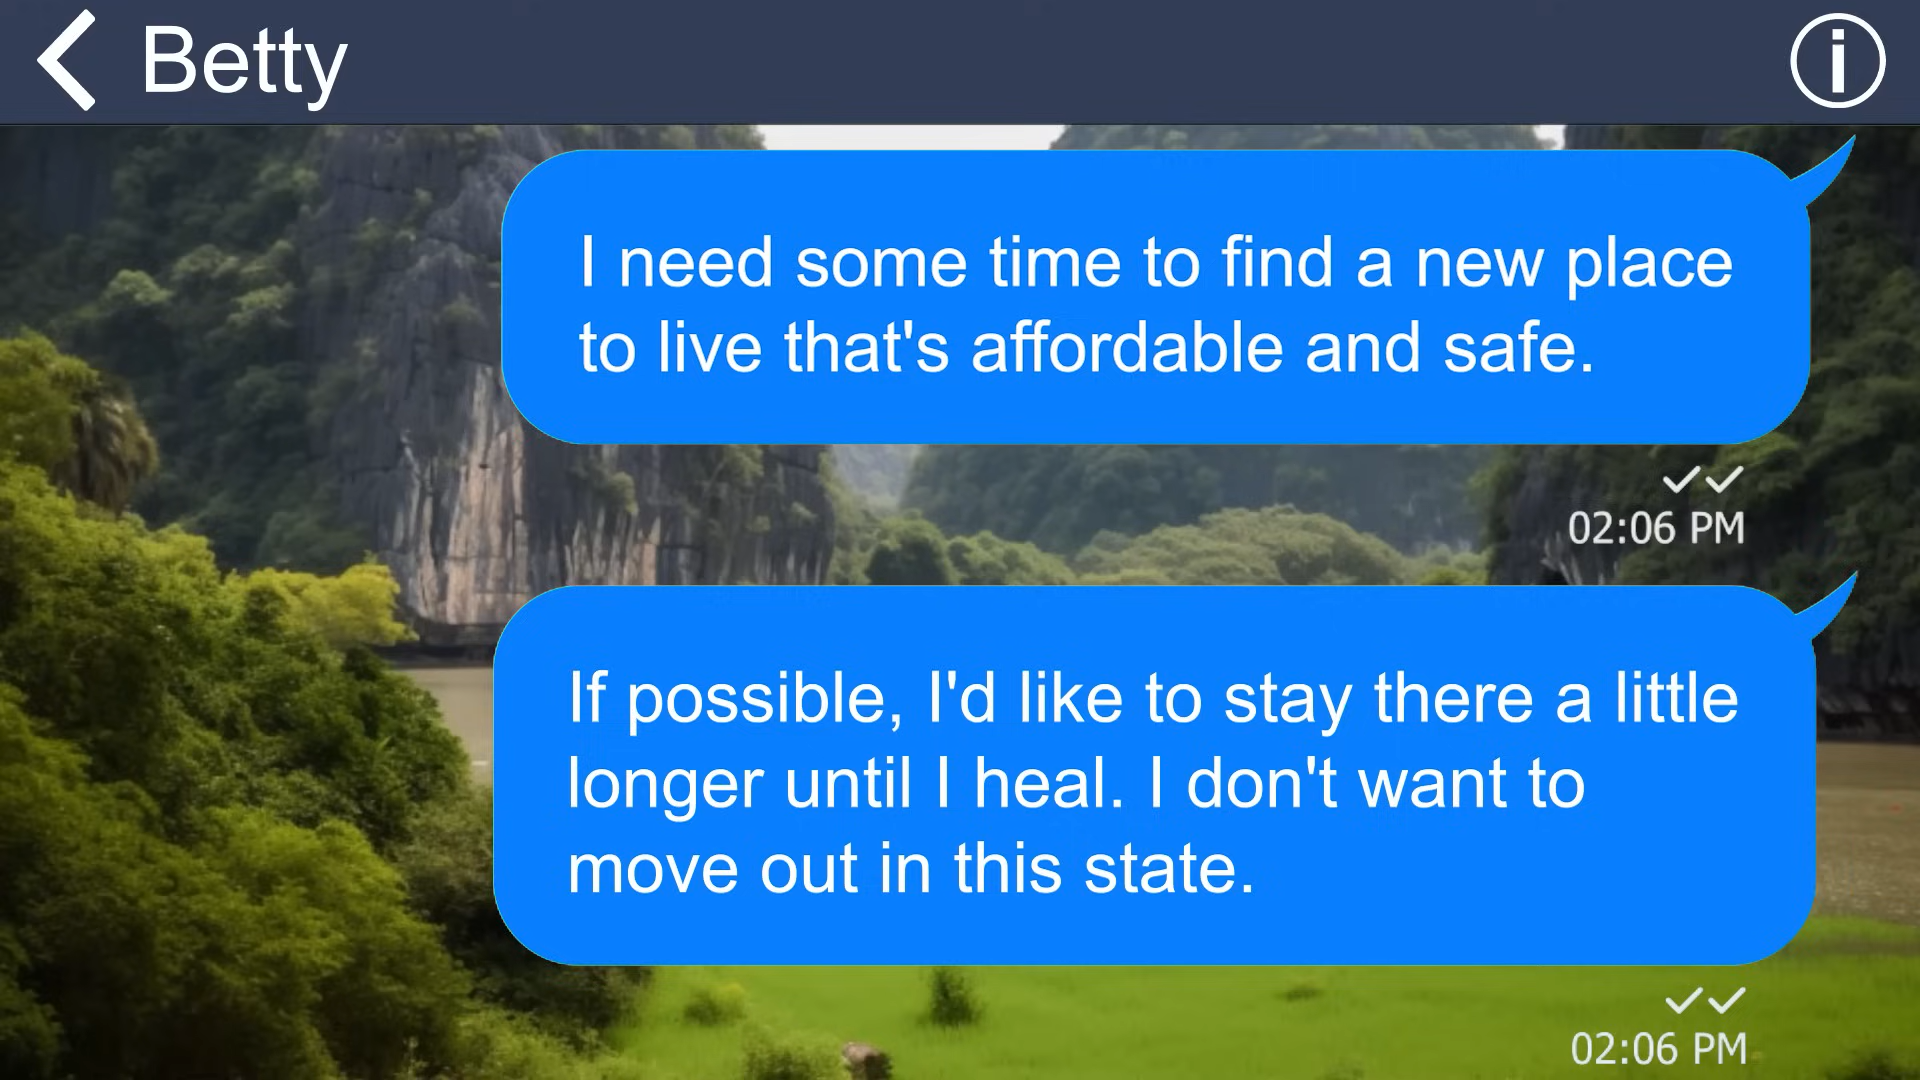 Betty
I need some time to find a new place
to live that's affordable and safe.
02:06 PM
If possible, I'd like to stay there a little
longer until I heal. I don't want to
move out in this state.
02:06 PM